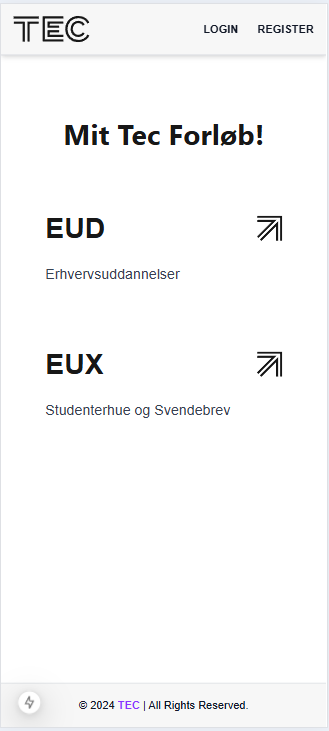 TEC LOGIN REGISTER
Mit Tec Forløb!
EUD
Erhvervsuddannelser
EUX
Studenterhue og Svendebrev
© 2024 TEC | All Rights Reserved.